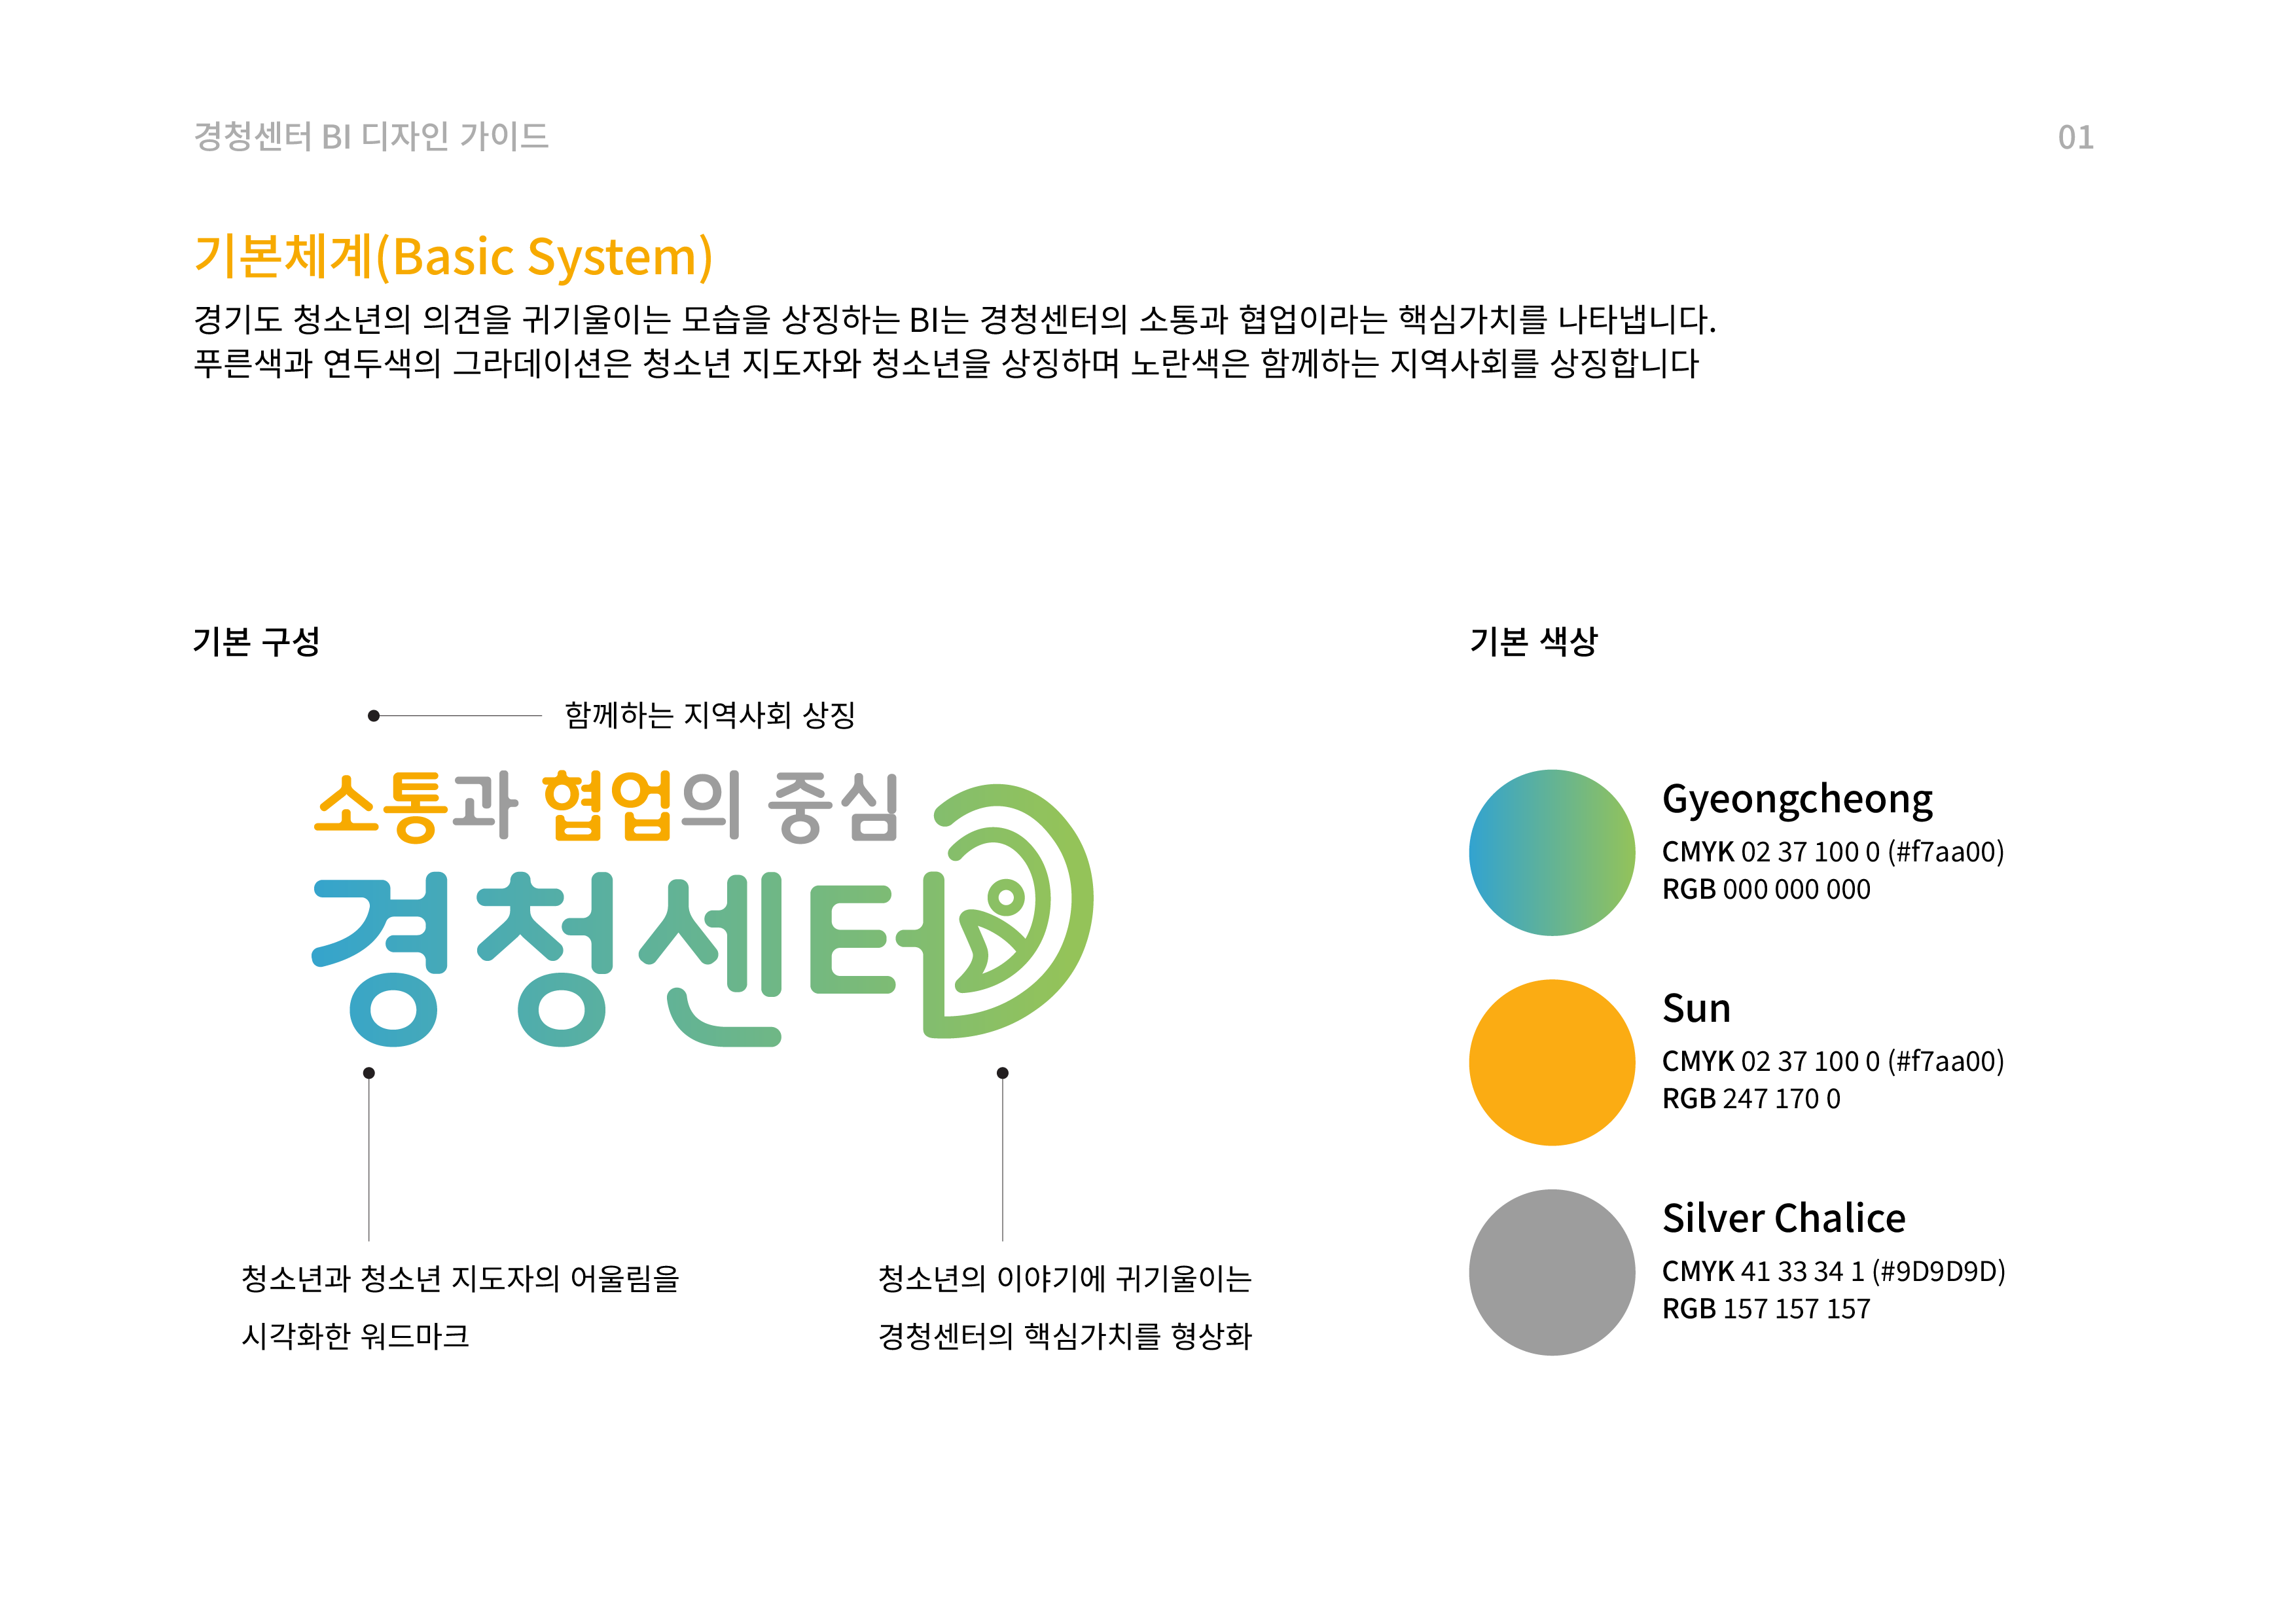 경청센터 BI 디자인 가이드
01
기본체계(Basic System)
경기도 청소년의 의견을 귀기울이는 모습을 상징하는 BI는 경청센터의 소통과 협업이라는 핵심가치를 나타냅니다.
푸른색과 연두색의 그라데이션은 청소년 지도자와 청소년을 상징하며 노란색은 함께하는 지역사회를 상징합니다
기본 구성
함께하는 지역사회 상징
소통과 협업의 중심
경청센터
청소년과 청소년 지도자의 어울림을
시각화한 워드마크
청소년의 이야기에 귀기울이는
경청센터의 핵심가치를 형상화
기본 색상
Gyeongcheong
CMYK 02 37 100 0 (#f7aa00)
RGB 000 000 000
Sun
CMYK 02 37 100 0 (#f7aa00)
RGB 247 170 0
Silver Chalice
CMYK 41 33 34 1 (#9D9D9D)
RGB 157 157 157